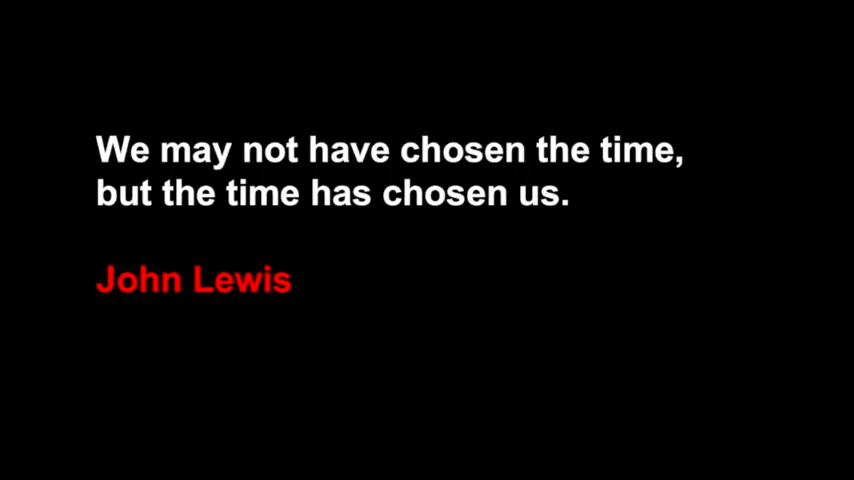 We may not have chosen the time,
but the time has chosen us.
John Lewis